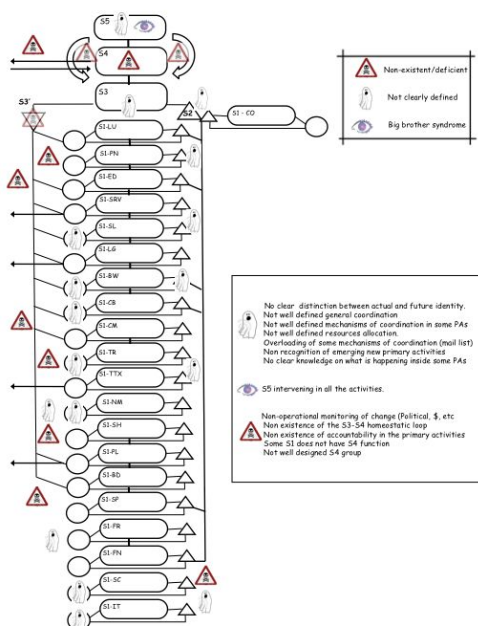 S5
S4
S3
S3*
S2
S1 - CO
S1-LU
S1-PN
S1-ED
S1-SRV
S1-SL
S1-LG
S1-BW
S1-CB
S1-CM
S1-TR
S1-TTX
S1-NM
S1-SH
S1-PL
S1-BD
S1-SP
S1-FR
S1-FN
S1-SC
S1-IT
Non-existent/deficient
Not clearly defined
Big brother syndrome
No clear distinction between actual and future identity.
Not well defined general coordination
Not well defined mechanisms of coordination in some PAs
Not well defined resources allocation.
Overloading of some mechanisms of coordination (mail list)
Non recognition of emerging new primary activities
No clear knowledge on what is happening inside some PAs
S5 intervening in all the activities.
Non-operational monitoring of change (Political, $, etc
Non existence of the S3-S4 homeostatic loop
Non existence of accountability in the primary activities
Some S1 does not have S4 function
Not well designed S4 group